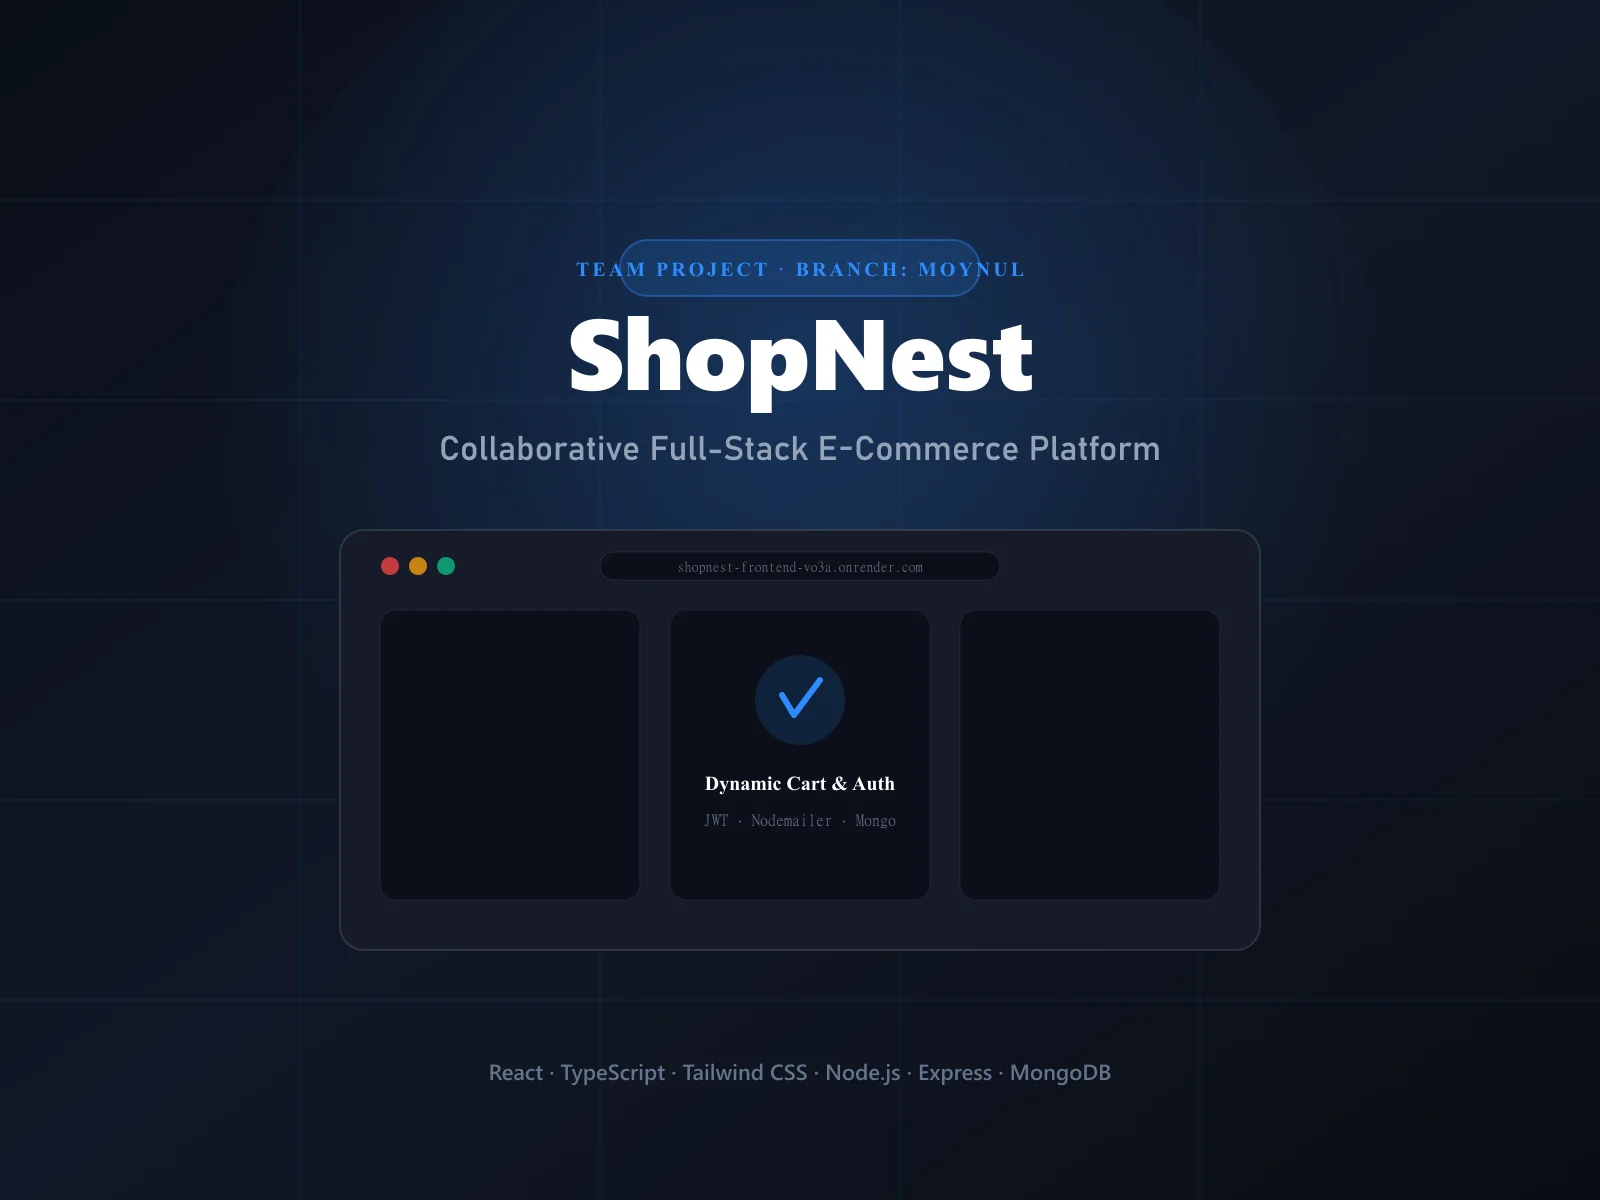 TEAM PROJECT · BRANCH: MOYNUL
ShopNest
Collaborative Full-Stack E-Commerce Platform
shopnest-frontend-vo3a.onrender.com
Dynamic Cart & Auth
JWT · Nodemailer · Mongo
React · TypeScript · Tailwind CSS · Node.js · Express · MongoDB